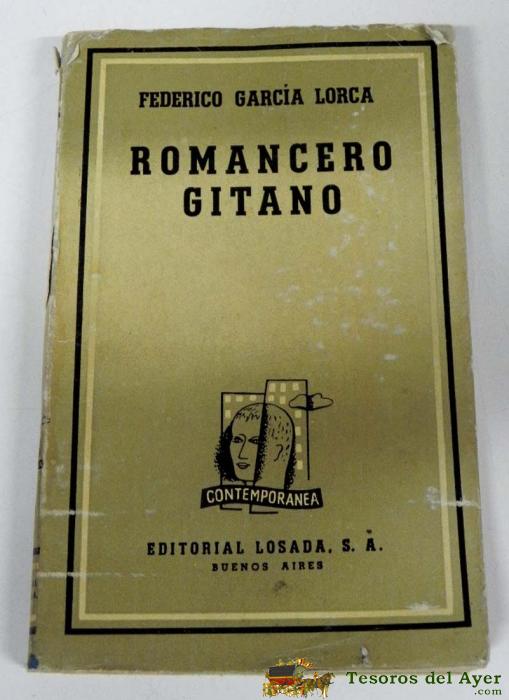 FEDERICO GARCÍA LORCA
ROMANCERO
GITANO
CONTEMPORANEA
EDITORIAL LOSADA, S. A.
BUENOS AIRES
Tesoros del Ayer
.com